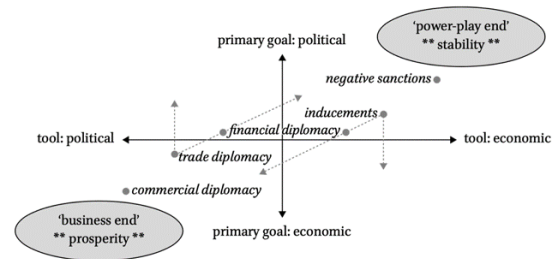 'power-play end'
** stability **
primary goal: political
negative sanctions
inducements
financial diplomacy
tool: political
tool: economic
trade diplomacy
commercial diplomacy
'business end'
** prosperity **
primary goal: economic